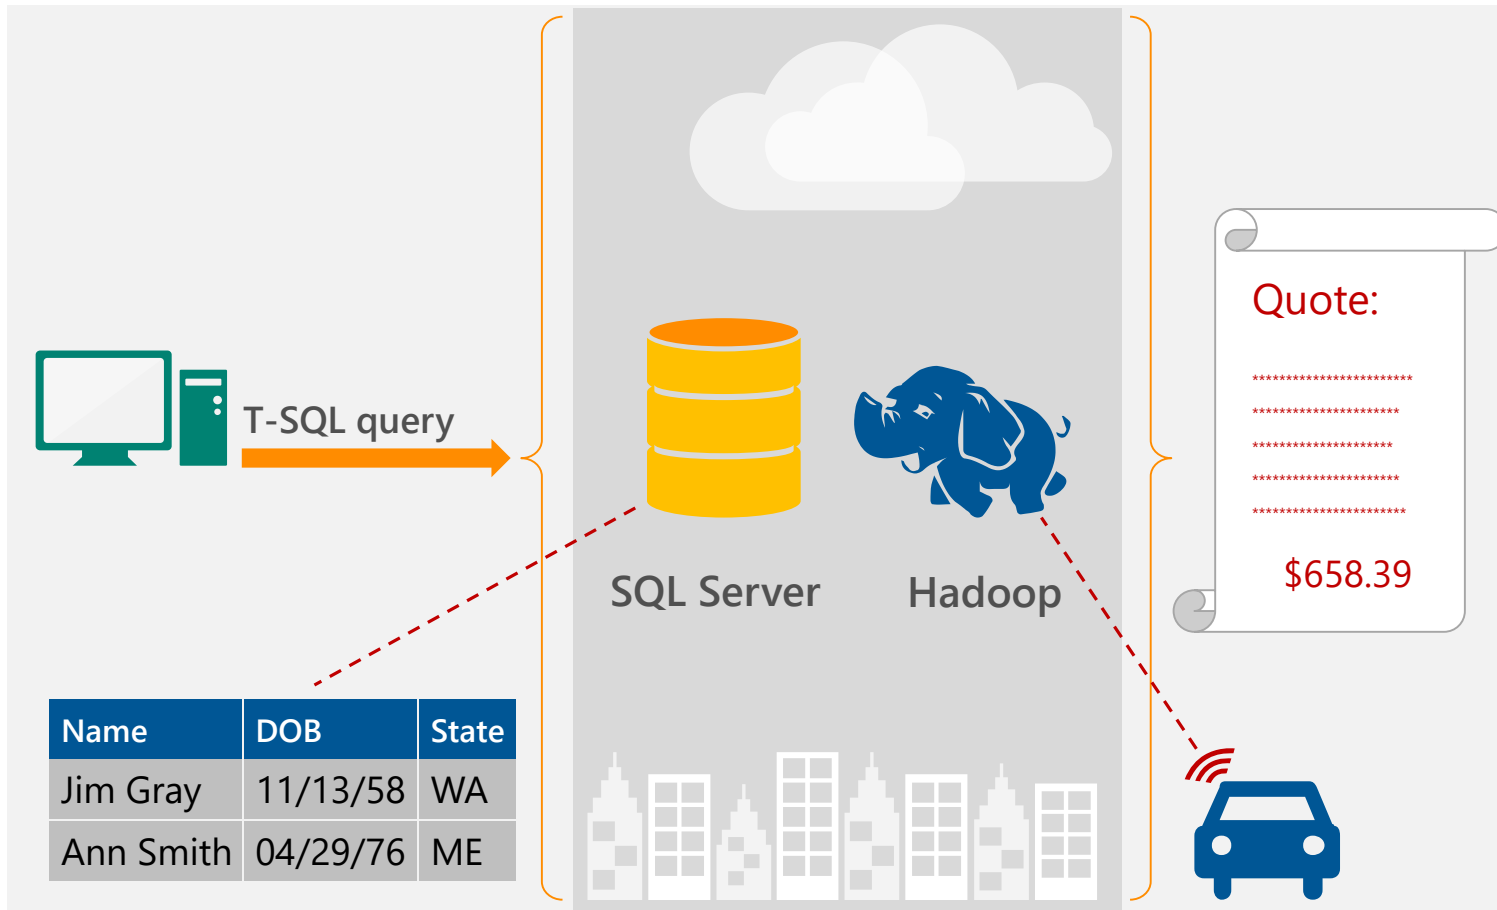 T-SQL query
SQL Server
Hadoop
Quote:
************************
**********************
*********************
**********************
***********************
$658.39
Name DOB State
Jim Gray 11/13/58 WA
Ann Smith 04/29/76 ME